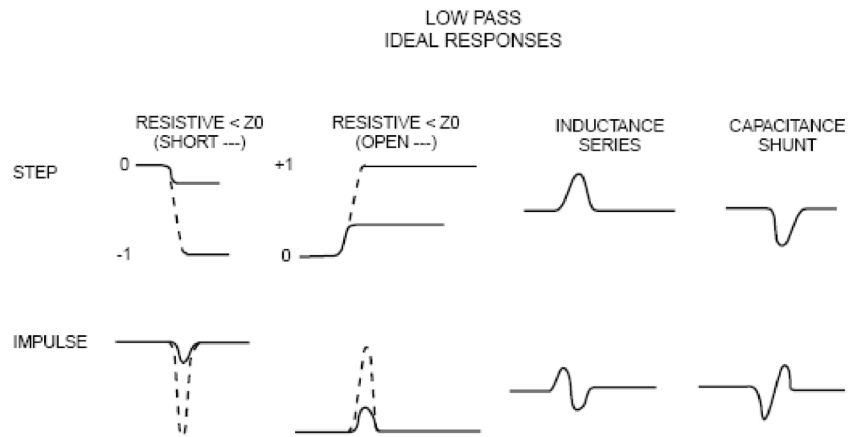 LOW PASS
IDEAL RESPONSES
RESISTIVE < Z0
(SHORT ---)
RESISTIVE < Z0
(OPEN ---)
INDUCTANCE
SERIES
CAPACITANCE
SHUNT
STEP
0
-1
+1
0
IMPULSE